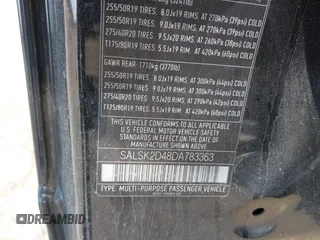 255/50R19 TIRES. 8.0Jx19 RIMS. AT 270kPa (39psi) COLD
255/50R19 TIRES. 9.0Jx19 RIMS. AT 270kPa (39psi) COLD
275/40R20 TIRES. 9.5Jx20 RIMS. AT 260kPa (38psi) COLD
T175/80R19 TIRES. 5.5Jx19 RIM. AT 420kPa (60psi) COLD
GAWR REAR. 1710kg (3770lb)
255/50R19 TIRES. 8.0Jx19 RIMS. AT 300kPa (44psi) COLD
255/50R19 TIRES. 9.0Jx19 RIMS. AT 300kPa (44psi) COLD
275/40R20 TIRES. 9.5Jx20 RIMS. AT 290kPa (42psi) COLD
T175/80R19 TIRES. 5.5Jx19 RIM. AT 420kPa (60psi) COLD
THIS VEHICLE CONFORMS TO ALL APPLICABLE
U.S. FEDERAL MOTOR VEHICLE SAFETY AND
THEFT PREVENTION STANDARDS IN EFFECT ON THE
DATE OF MANUFACTURE SHOWN ABOVE.
SALSK2D48DA783363
TYPE: MULTI-PURPOSE PASSENGER VEHICLE
DREAMBID